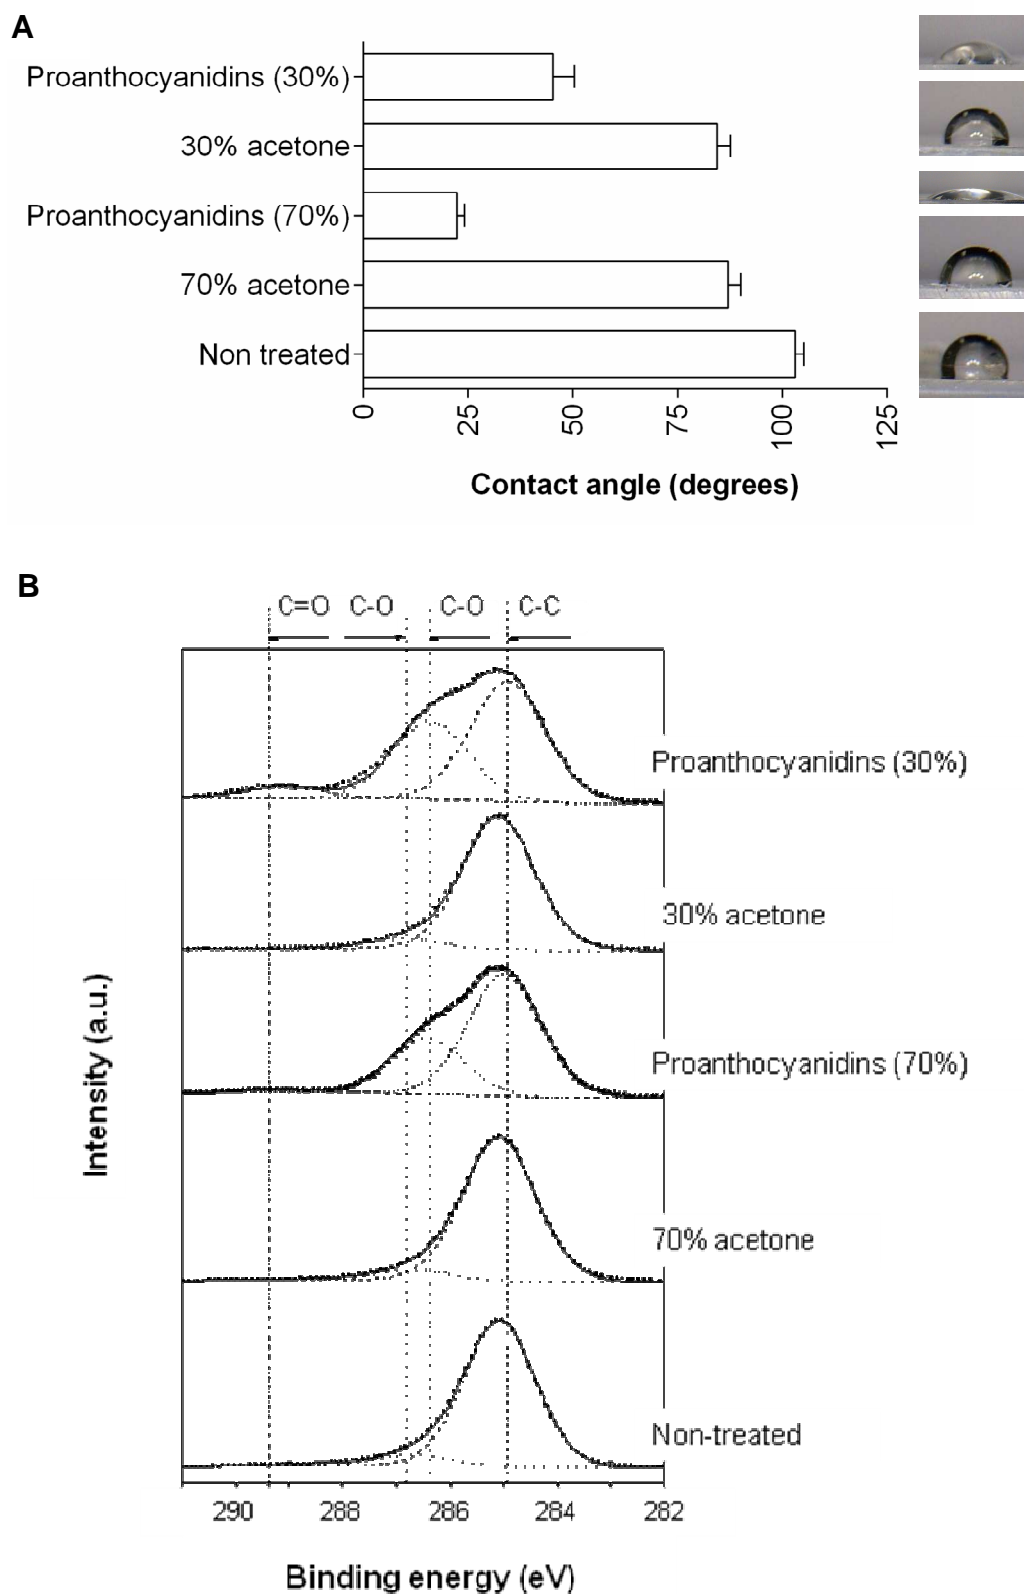 A
Proanthocyanidins (30%)
30% acetone
Proanthocyanidins (70%)
70% acetone
Non treated
0 25 50 75 100 125
Contact angle (degrees)
B
C=O C-O C-O C-C
Proanthocyanidins (30%)
30% acetone
Proanthocyanidins (70%)
70% acetone
Non-treated
Intensity (a.u.)
290 288 286 284 282
Binding energy (eV)